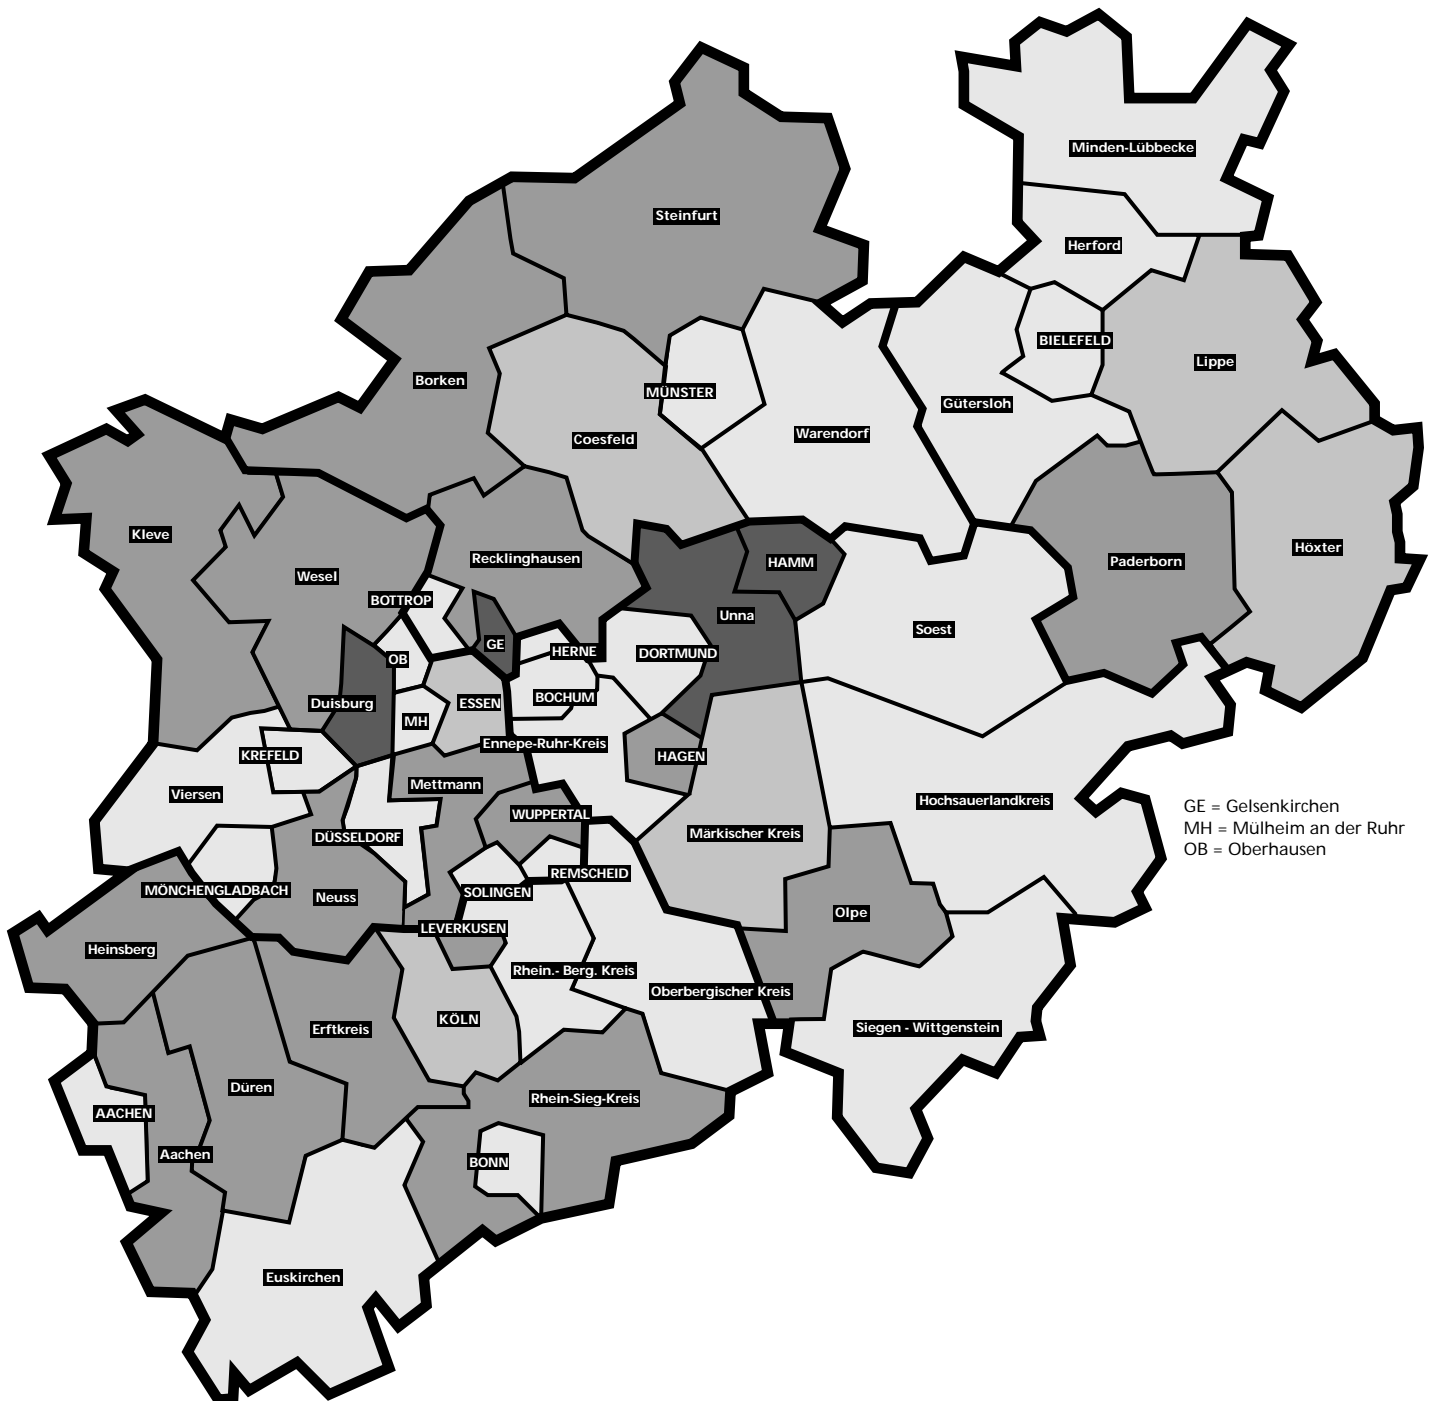 Minden-Lübbecke
Steinfurt
Herford
BIELEFELD
Lippe
Borken
MÜNSTER
Gütersloh
Coesfeld
Warendorf
Kleve
Höxter
Recklinghausen
HAMM
Paderborn
Wesel
BOTTROP
Unna
Soest
GE
HERNE
DORTMUND
OB
Duisburg
ESSEN
BOCHUM
MH
Ennepe-Ruhr-Kreis
KREFELD
HAGEN
Mettmann
Viersen
Hochsauerlandkreis
GE = Gelsenkirchen
MH = Mülheim an der Ruhr
OB = Oberhausen
WUPPERTAL
Märkischer Kreis
DÜSSELDORF
REMSCHEID
MÖNCHENGLADBACH
SOLINGEN
Neuss
Olpe
LEVERKUSEN
Heinsberg
Rhein.- Berg. Kreis
Oberbergischer Kreis
KÖLN
Erftkreis
Siegen - Wittgenstein
Düren
Rhein-Sieg-Kreis
AACHEN
Aachen
BONN
Euskirchen